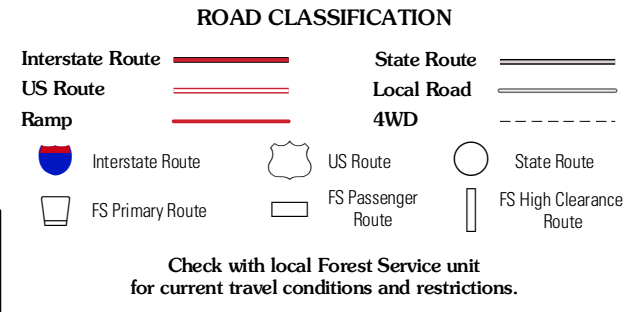 ROAD CLASSIFICATION
Interstate Route
State Route
US Route
Local Road
Ramp
4WD
Interstate Route
US Route
State Route
FS Primary Route
FS Passenger
Route
FS High Clearance
Route
Check with local Forest Service unit
for current travel conditions and restrictions.